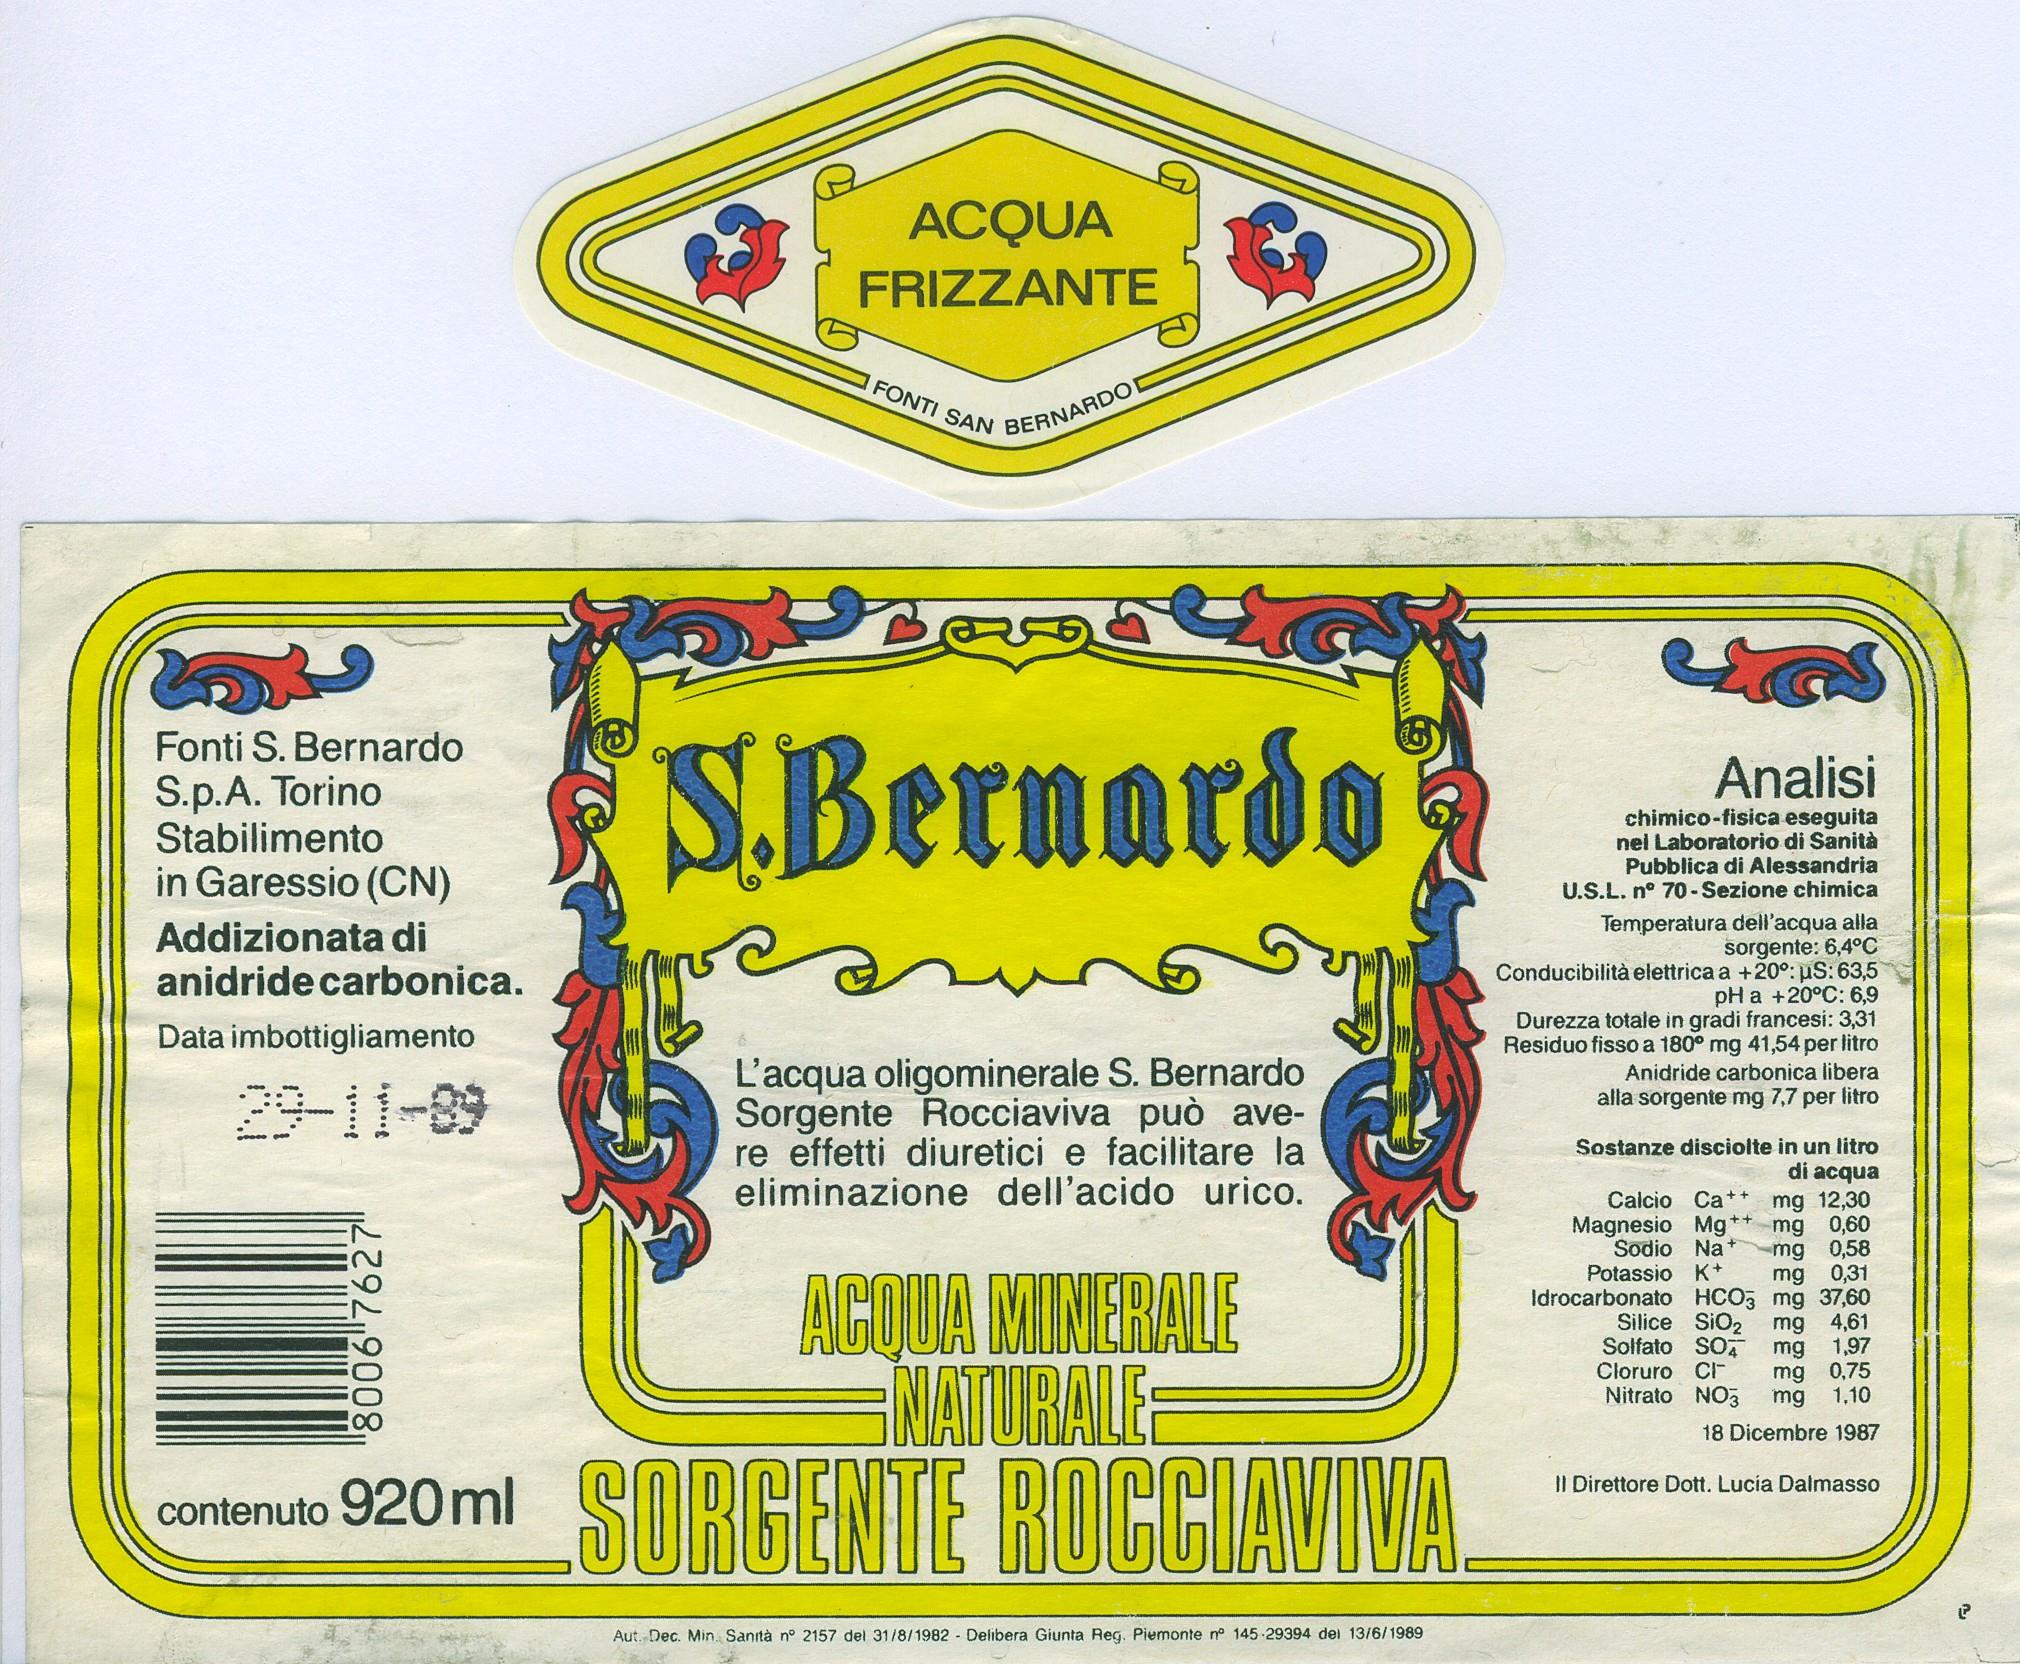 ACQUA
FRIZZANTE
FONTI SAN BERNARDO
S. Bernardo
Fonti S. Bernardo
S.p.A. Torino
Stabilimento
in Garessio (CN)
Addizionata di
anidride carbonica.
Data imbottigliamento
8006 7627
contenuto 920 ml
L'acqua oligominerale S. Bernardo
Sorgente Rocciaviva può ave-
re effetti diuretici e facilitare la
eliminazione dell'acido urico.
ACQUA MINERALE
NATURALE
SORGENTE ROCCIAVIVA
Analisi
chimico-fisica eseguita
nel Laboratorio di Sanità
Pubblica di Alessandria
U.S.L. nº 70 - Sezione chimica
Temperatura dell'acqua alla
sorgente: 6,4ºC
Conducibilità elettrica a +20º: µS: 63,5
pH a +20ºC: 6,9
Durezza totale in gradi francesi: 3,31
Residuo fisso a 180º mg 41,54 per litro
Anidride carbonica libera
alla sorgente mg 7,7 per litro
Sostanze disciolte in un litro
di acqua
Calcio Ca++ mg 12,30
Magnesio Mg++ mg 0,60
Sodio Na+ mg 0,58
Potassio K+ mg 0,31
Idrocarbonato HCO3- mg 37,60
Silice SiO2 mg 4,61
Solfato SO4-- mg 1,97
Cloruro Cl- mg 0,75
Nitrato NO3- mg 1,10
18 Dicembre 1987
Il Direttore Dott. Lucia Dalmasso
Aut. Dec. Min. Sanità nº 2157 del 31/8/1982 - Delibera Giunta Reg. Piemonte nº 145-29394 del 13/6/1989